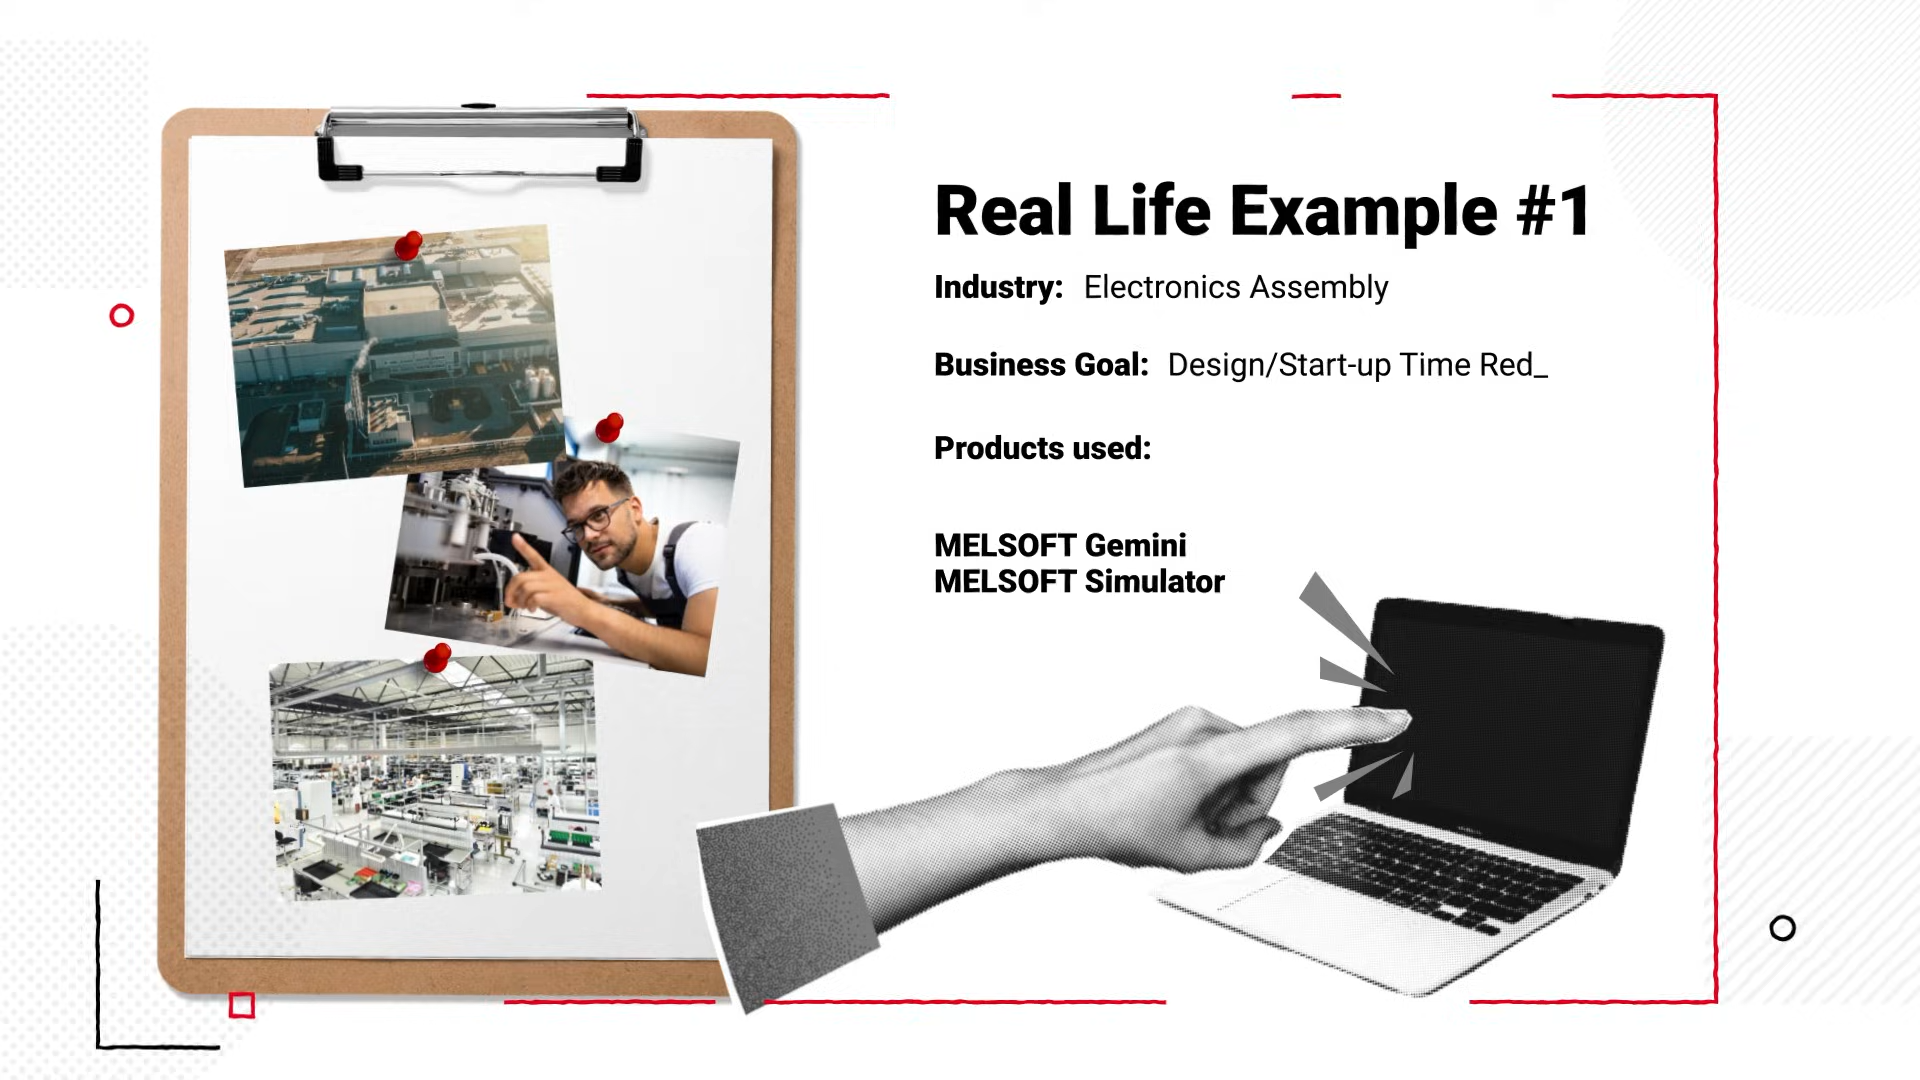 Real Life Example #1
Industry: Electronics Assembly
Business Goal: Design/Start-up Time Red_
Products used:
MELSOFT Gemini
MELSOFT Simulator